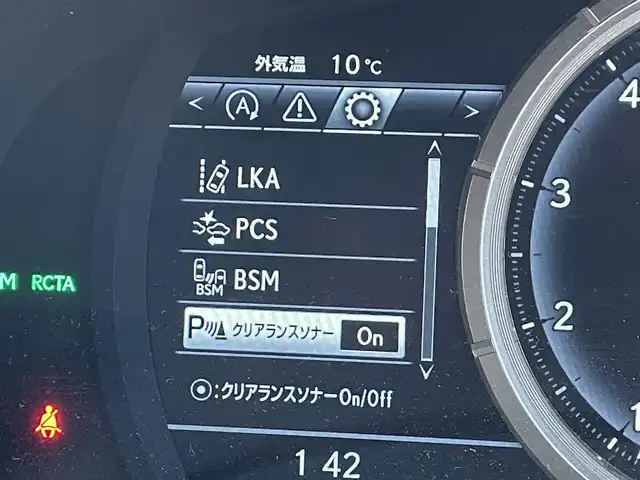 外気温 10℃
< A ! >
LKA
PCS
BSM BSM
P クリアランスソナー On
:クリアランスソナーOn/Off
1 42
M RCTA
4
3
2
1